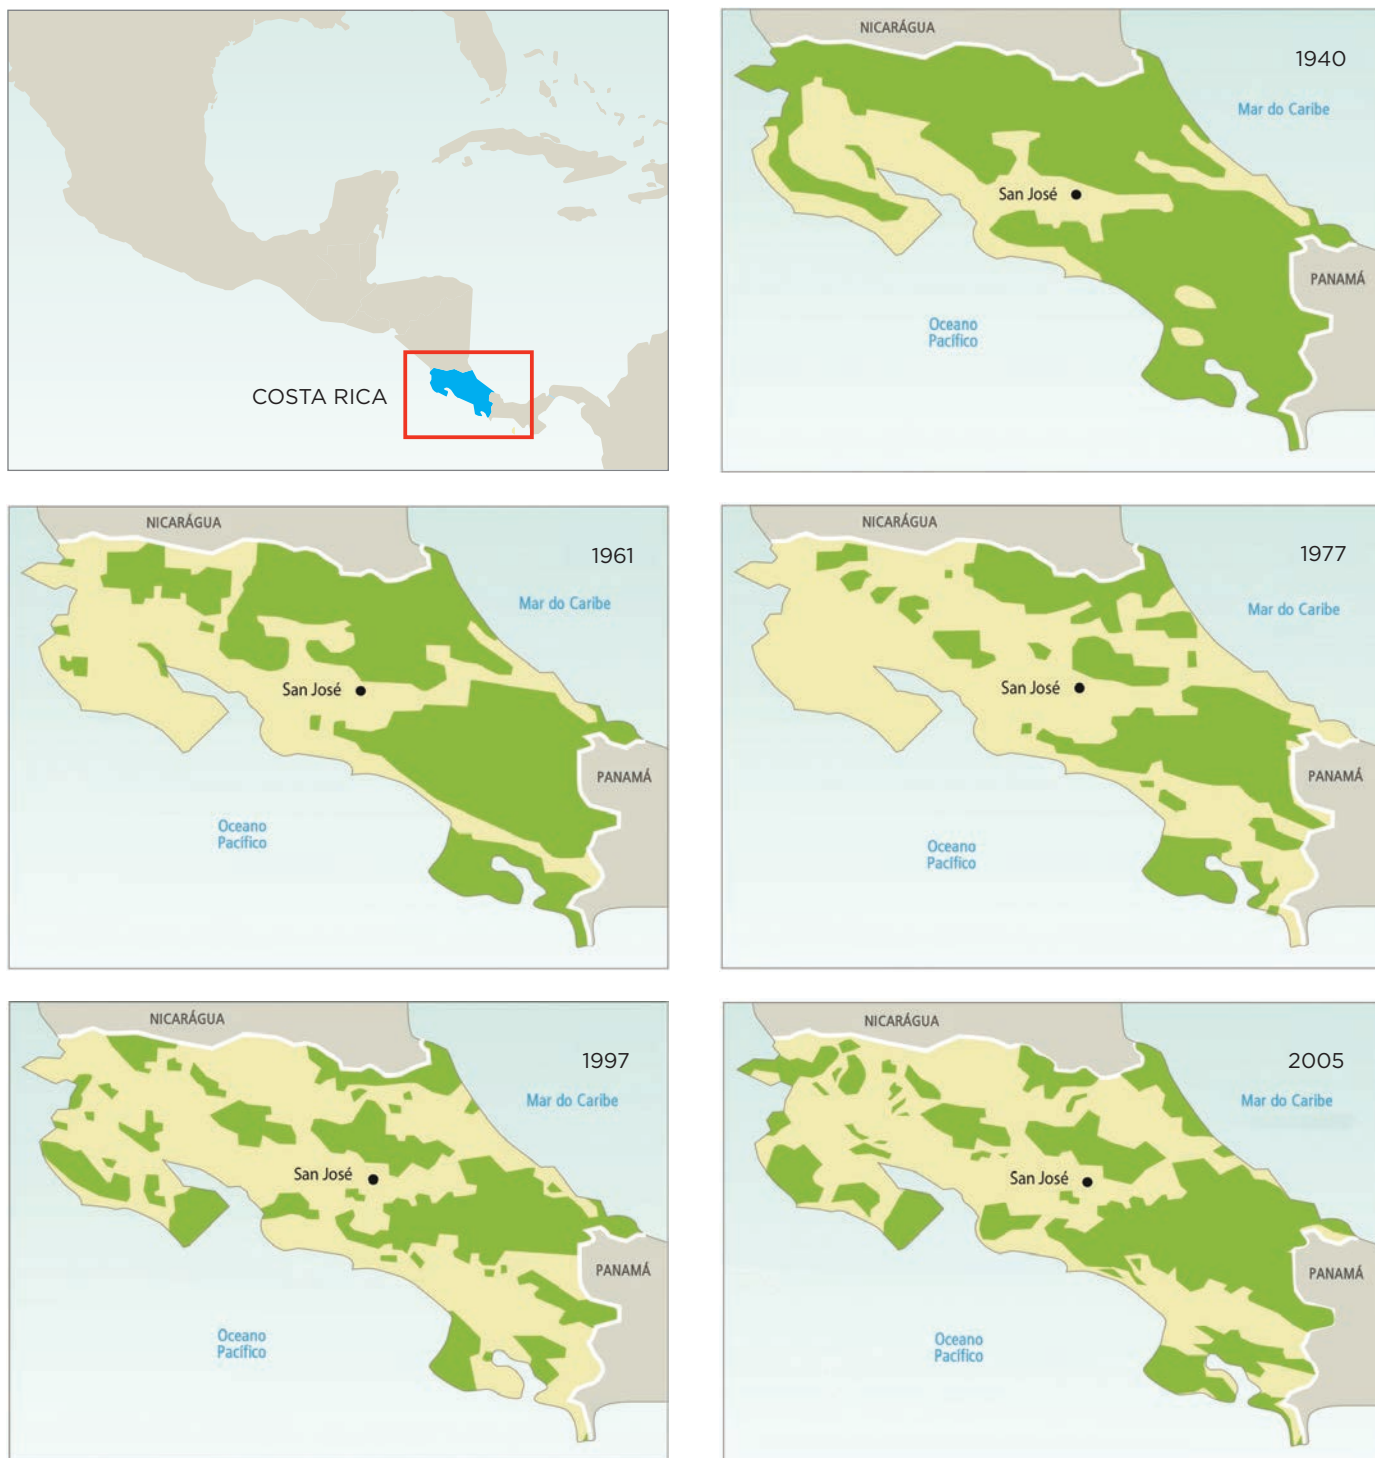 COSTA RICA
NICARÁGUA
1940
Mar do Caribe
San José
PANAMÁ
Oceano
Pacífico
NICARÁGUA
1961
Mar do Caribe
San José
PANAMÁ
Oceano
Pacífico
NICARÁGUA
1977
Mar do Caribe
San José
PANAMÁ
Oceano
Pacífico
NICARÁGUA
1997
Mar do Caribe
San José
PANAMÁ
Oceano
Pacífico
NICARÁGUA
2005
Mar do Caribe
San José
PANAMÁ
Oceano
Pacífico